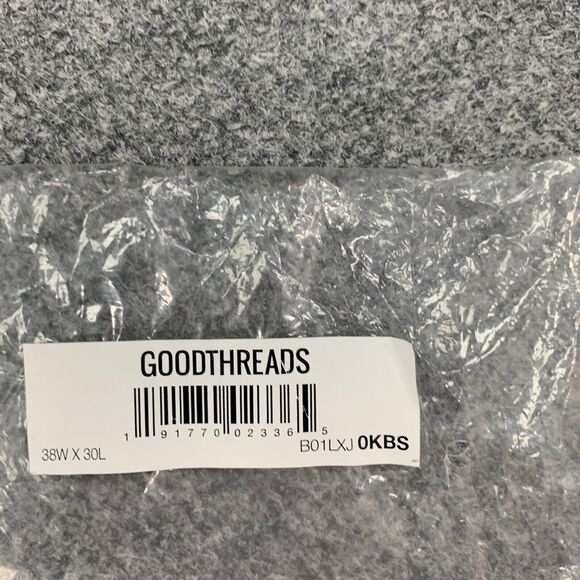 GOODTHREADS
1 91770 02336 5
38W X 30L
B01LXJ 0KBS